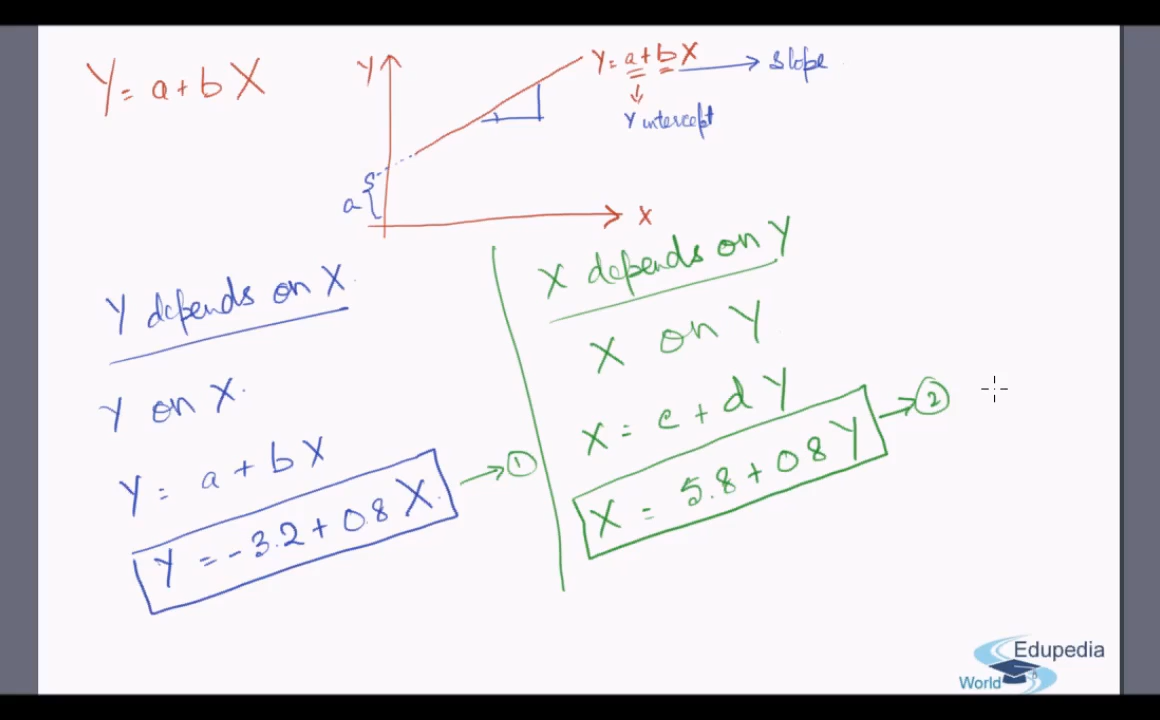 Y = a + b X
Y
Y = a + b X → slope
↓
Y intercept
a
X
Y depends on X.
Y on X.
Y = a + b X
Y = - 3.2 + 0.8 X. → ①
X depends on Y
X on Y
X = c + d Y
X = 5.8 + 0.8 Y → ②
Edupedia
World